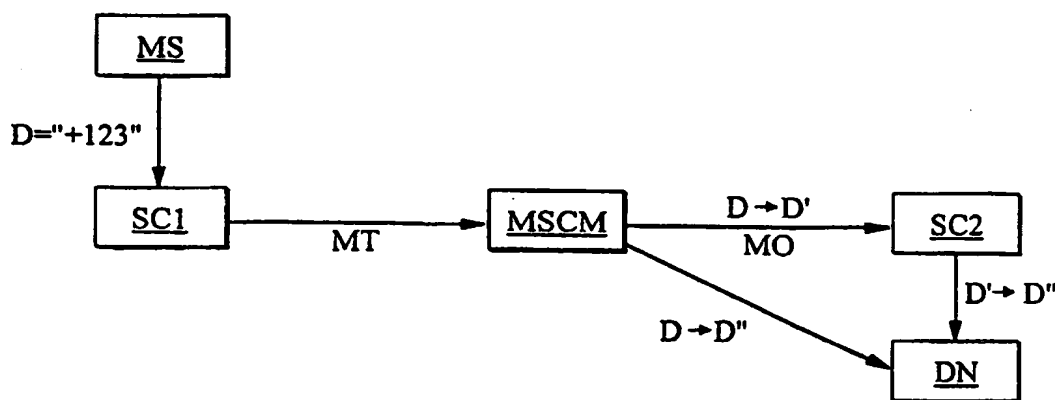 MS
D="+123"
SC1
MT
MSCM
D→D'
MO
SC2
D'→D"
D→D"
DN